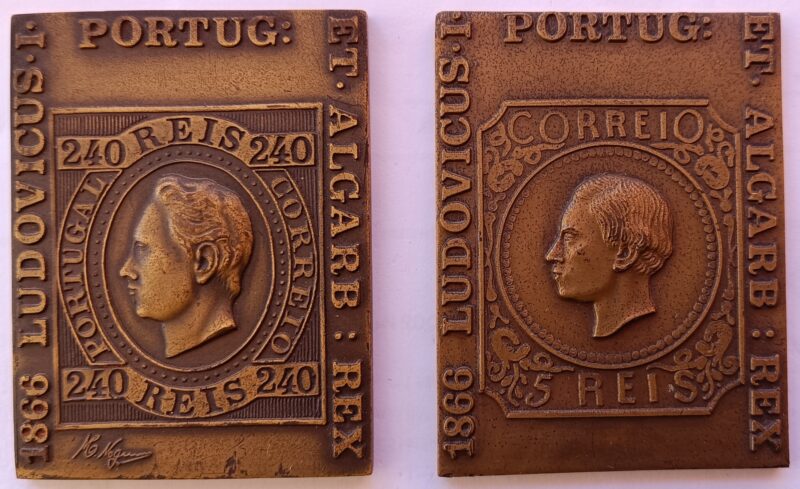 1866 LUDOVICUS·I·
PORTUG:
ET·ALGARB:REX
240 REIS 240
PORTUGAL
CORREIO
240 REIS 240
1866 LUDOVICUS·I·
PORTUG:
ET·ALGARB:REX
CORREIO
5 REIS